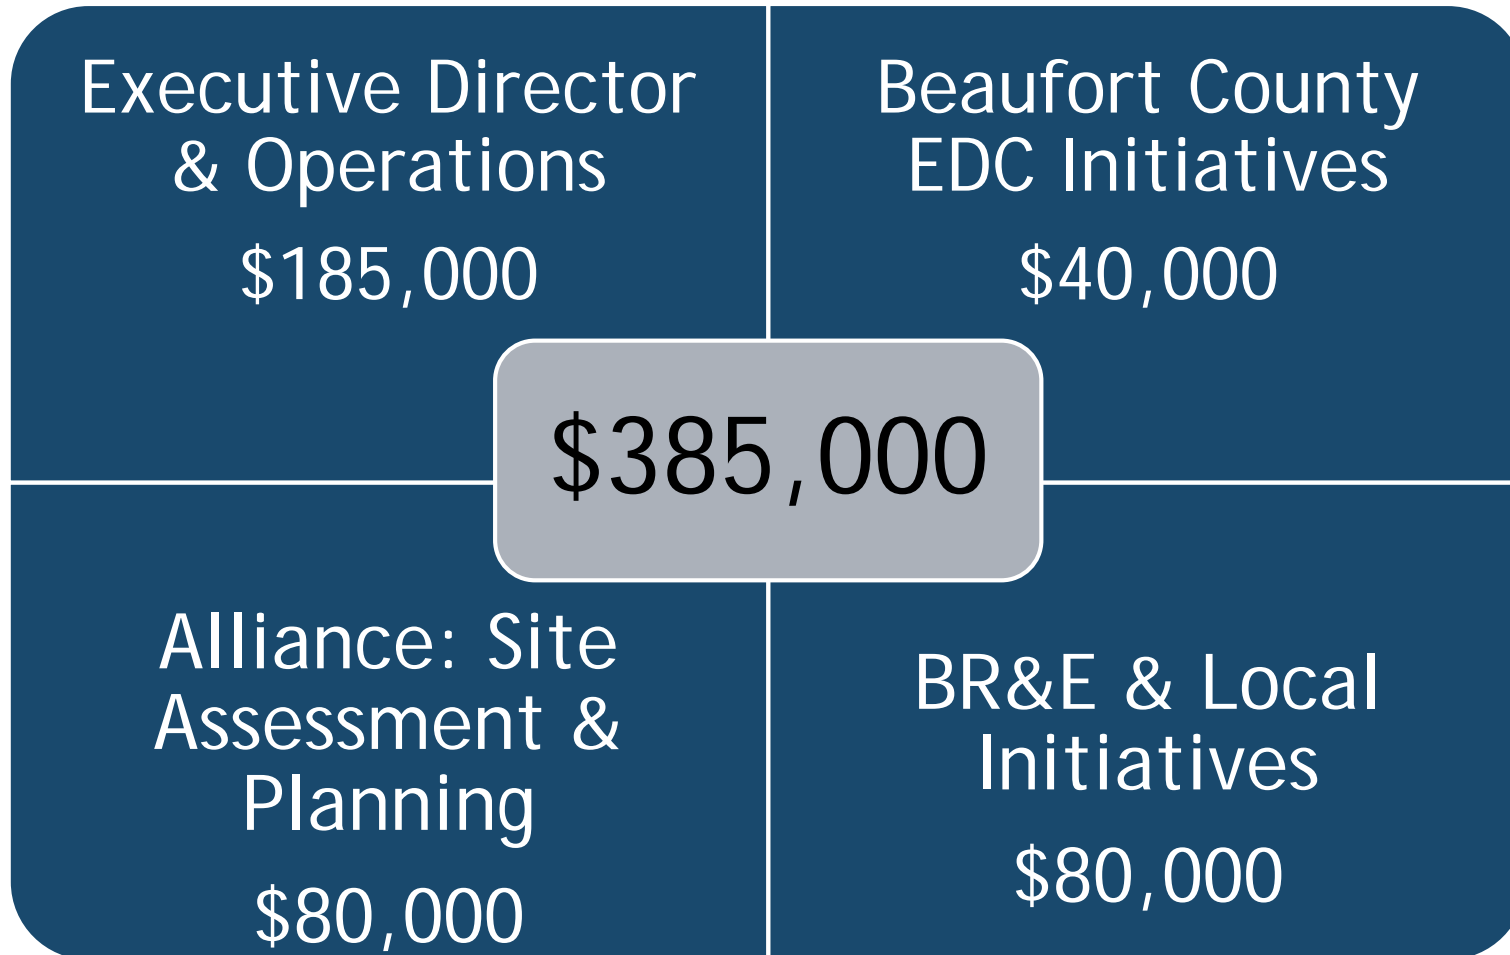 Executive Director
& Operations
$185,000
Beaufort County
EDC Initiatives
$40,000
$385,000
Alliance: Site
Assessment &
Planning
$80,000
BR&E & Local
Initiatives
$80,000